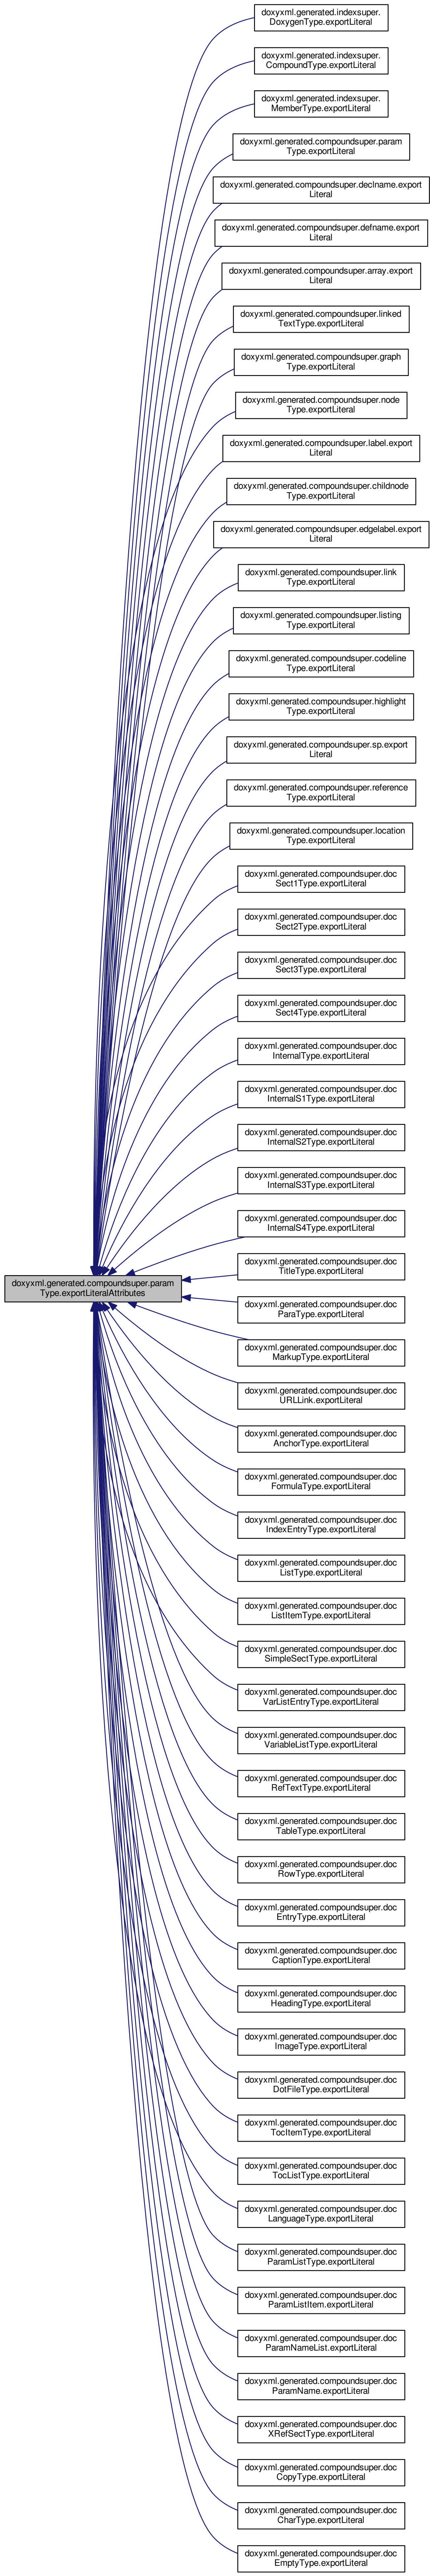 doxyxml.generated.indexsuper.
DoxygenType.exportLiteral
doxyxml.generated.indexsuper.
CompoundType.exportLiteral
doxyxml.generated.indexsuper.
MemberType.exportLiteral
doxyxml.generated.compoundsuper.param
Type.exportLiteral
doxyxml.generated.compoundsuper.declname.export
Literal
doxyxml.generated.compoundsuper.defname.export
Literal
doxyxml.generated.compoundsuper.array.export
Literal
doxyxml.generated.compoundsuper.linked
TextType.exportLiteral
doxyxml.generated.compoundsuper.graph
Type.exportLiteral
doxyxml.generated.compoundsuper.node
Type.exportLiteral
doxyxml.generated.compoundsuper.label.export
Literal
doxyxml.generated.compoundsuper.childnode
Type.exportLiteral
doxyxml.generated.compoundsuper.edgelabel.export
Literal
doxyxml.generated.compoundsuper.link
Type.exportLiteral
doxyxml.generated.compoundsuper.listing
Type.exportLiteral
doxyxml.generated.compoundsuper.codeline
Type.exportLiteral
doxyxml.generated.compoundsuper.highlight
Type.exportLiteral
doxyxml.generated.compoundsuper.sp.export
Literal
doxyxml.generated.compoundsuper.reference
Type.exportLiteral
doxyxml.generated.compoundsuper.location
Type.exportLiteral
doxyxml.generated.compoundsuper.doc
Sect1Type.exportLiteral
doxyxml.generated.compoundsuper.doc
Sect2Type.exportLiteral
doxyxml.generated.compoundsuper.doc
Sect3Type.exportLiteral
doxyxml.generated.compoundsuper.doc
Sect4Type.exportLiteral
doxyxml.generated.compoundsuper.doc
InternalType.exportLiteral
doxyxml.generated.compoundsuper.doc
InternalS1Type.exportLiteral
doxyxml.generated.compoundsuper.doc
InternalS2Type.exportLiteral
doxyxml.generated.compoundsuper.doc
InternalS3Type.exportLiteral
doxyxml.generated.compoundsuper.doc
InternalS4Type.exportLiteral
doxyxml.generated.compoundsuper.doc
TitleType.exportLiteral
doxyxml.generated.compoundsuper.param
Type.exportLiteralAttributes
doxyxml.generated.compoundsuper.doc
ParaType.exportLiteral
doxyxml.generated.compoundsuper.doc
MarkupType.exportLiteral
doxyxml.generated.compoundsuper.doc
URLLink.exportLiteral
doxyxml.generated.compoundsuper.doc
AnchorType.exportLiteral
doxyxml.generated.compoundsuper.doc
FormulaType.exportLiteral
doxyxml.generated.compoundsuper.doc
IndexEntryType.exportLiteral
doxyxml.generated.compoundsuper.doc
ListType.exportLiteral
doxyxml.generated.compoundsuper.doc
ListItemType.exportLiteral
doxyxml.generated.compoundsuper.doc
SimpleSectType.exportLiteral
doxyxml.generated.compoundsuper.doc
VarListEntryType.exportLiteral
doxyxml.generated.compoundsuper.doc
VariableListType.exportLiteral
doxyxml.generated.compoundsuper.doc
RefTextType.exportLiteral
doxyxml.generated.compoundsuper.doc
TableType.exportLiteral
doxyxml.generated.compoundsuper.doc
RowType.exportLiteral
doxyxml.generated.compoundsuper.doc
EntryType.exportLiteral
doxyxml.generated.compoundsuper.doc
CaptionType.exportLiteral
doxyxml.generated.compoundsuper.doc
HeadingType.exportLiteral
doxyxml.generated.compoundsuper.doc
ImageType.exportLiteral
doxyxml.generated.compoundsuper.doc
DotFileType.exportLiteral
doxyxml.generated.compoundsuper.doc
TocItemType.exportLiteral
doxyxml.generated.compoundsuper.doc
TocListType.exportLiteral
doxyxml.generated.compoundsuper.doc
LanguageType.exportLiteral
doxyxml.generated.compoundsuper.doc
ParamListType.exportLiteral
doxyxml.generated.compoundsuper.doc
ParamListItem.exportLiteral
doxyxml.generated.compoundsuper.doc
ParamNameList.exportLiteral
doxyxml.generated.compoundsuper.doc
ParamName.exportLiteral
doxyxml.generated.compoundsuper.doc
XRefSectType.exportLiteral
doxyxml.generated.compoundsuper.doc
CopyType.exportLiteral
doxyxml.generated.compoundsuper.doc
CharType.exportLiteral
doxyxml.generated.compoundsuper.doc
EmptyType.exportLiteral